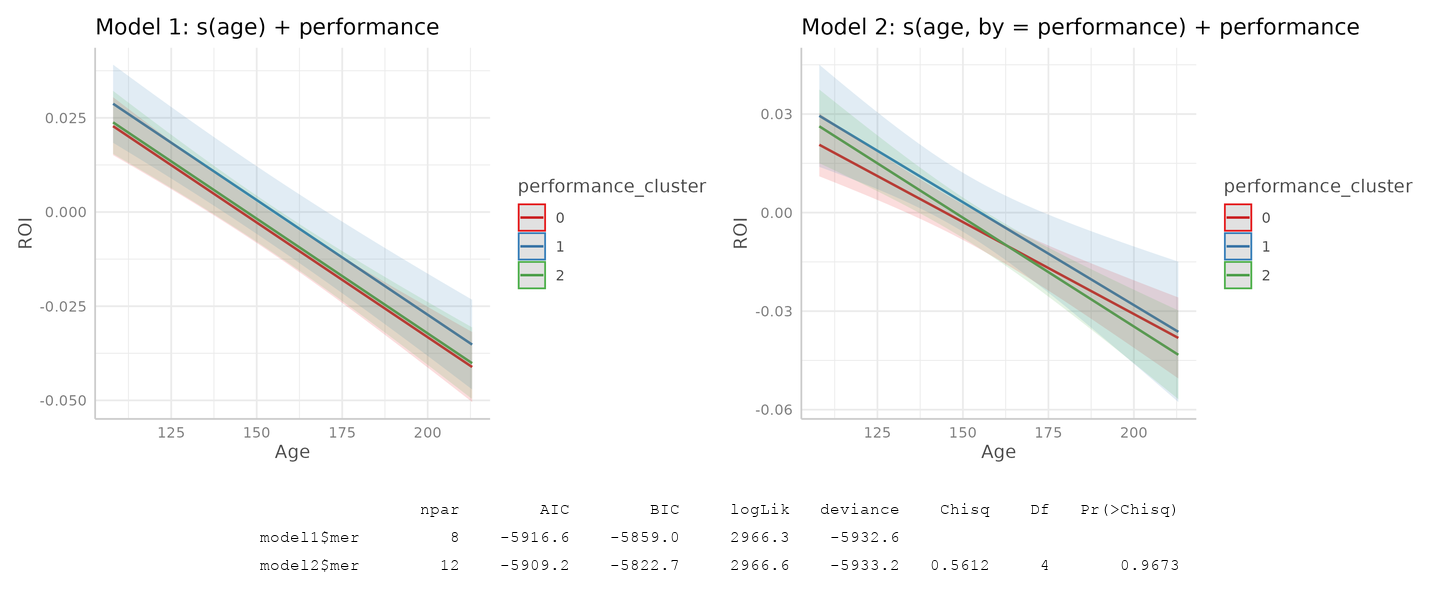 Model 1: s(age) + performance
0.025
0.000
-0.025
-0.050
ROI
125 150 175 200
Age
performance_cluster
0
1
2
Model 2: s(age, by = performance) + performance
0.03
0.00
-0.03
-0.06
ROI
125 150 175 200
Age
performance_cluster
0
1
2
npar AIC BIC logLik deviance Chisq Df Pr(>Chisq)
model1$mer 8 -5916.6 -5859.0 2966.3 -5932.6
model2$mer 12 -5909.2 -5822.7 2966.6 -5933.2 0.5612 4 0.9673